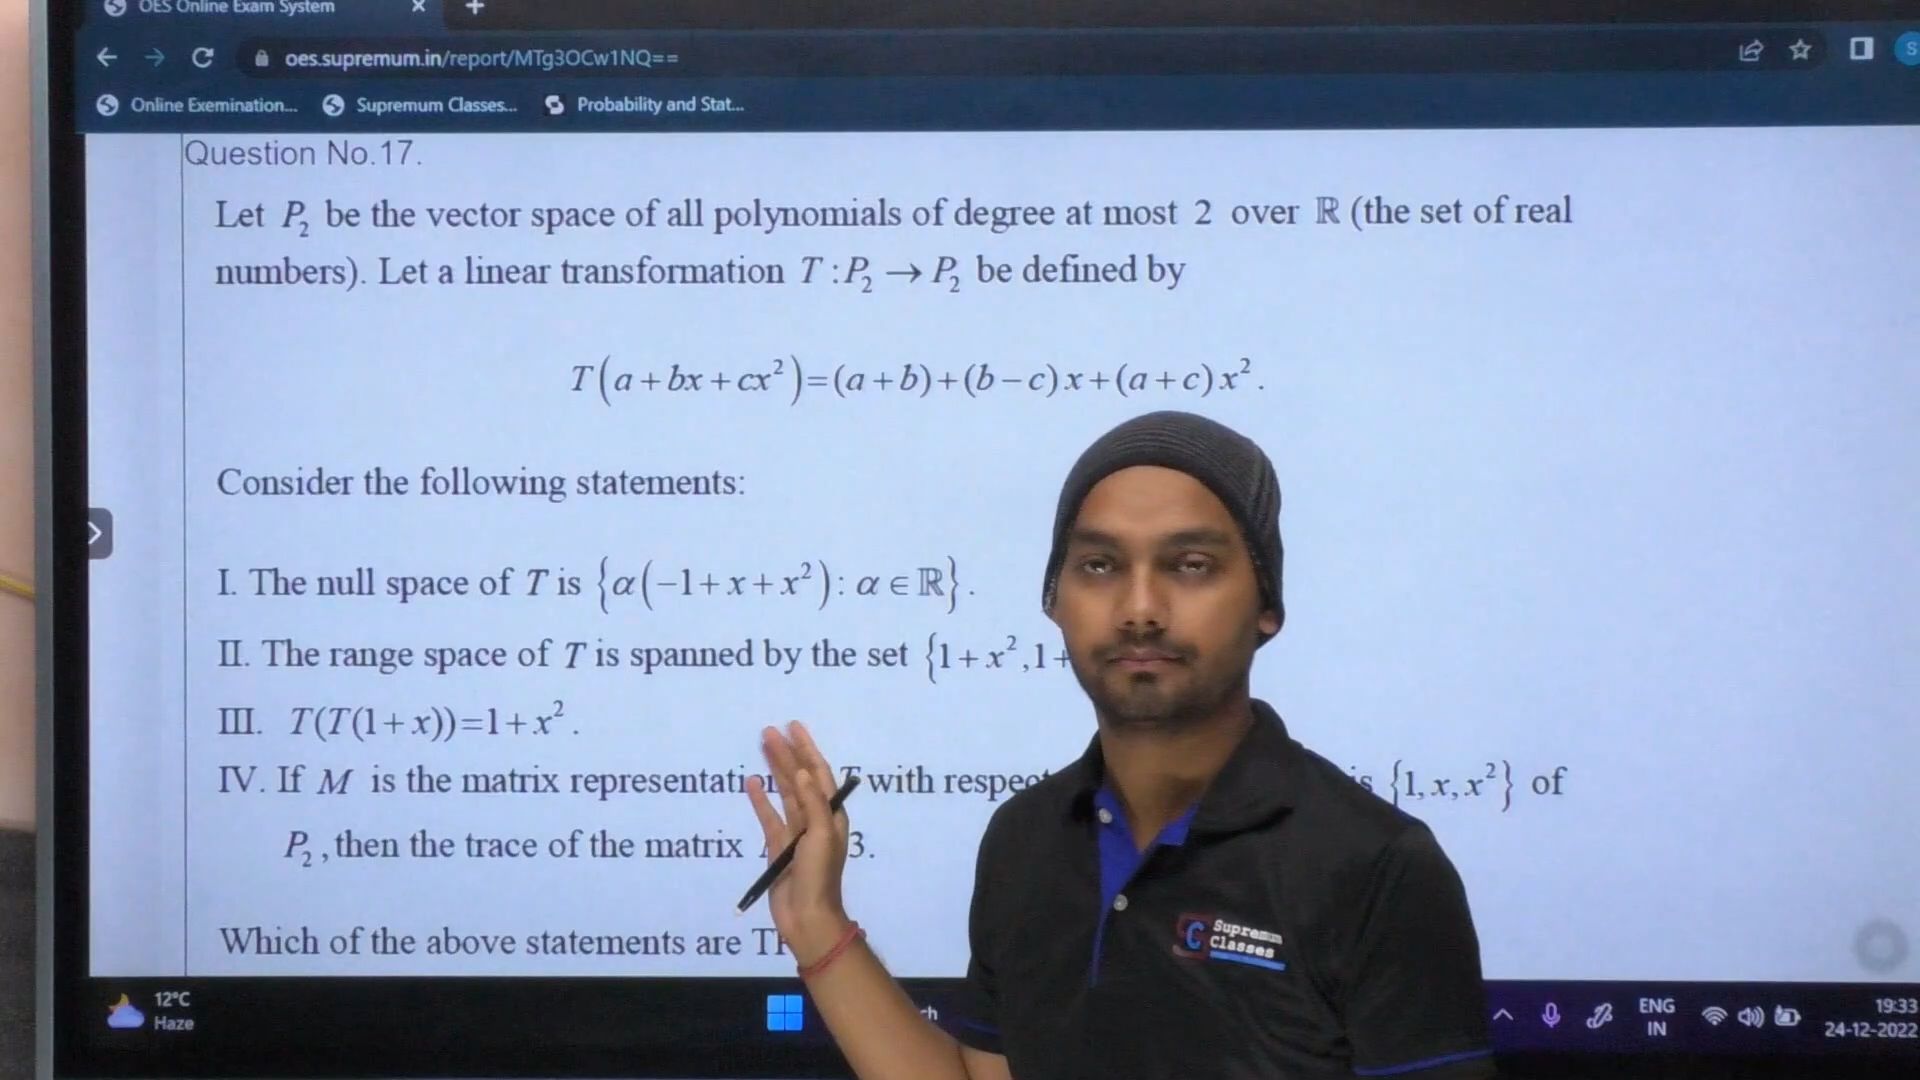 OES Online Exam System
oes.supremum.in/report/MTg3OCw1NQ==
Online Exemination... Supremum Classes... Probability and Stat...
Question No.17.
Let P₂ be the vector space of all polynomials of degree at most 2 over ℝ (the set of real
numbers). Let a linear transformation T : P₂ → P₂ be defined by
T(a+bx+cx²)=(a+b)+(b−c)x+(a+c)x².
Consider the following statements:
I. The null space of T is {α(−1+x+x²): α∈ℝ}.
II. The range space of T is spanned by the set {1+x²,1+
III. T(T(1+x))=1+x².
IV. If M is the matrix representation T with respect {1,x,x²} of
P₂, then the trace of the matrix 3.
Which of the above statements are
Supremum
Classes
12°C
Haze
ENG
IN
19:33
24-12-2022